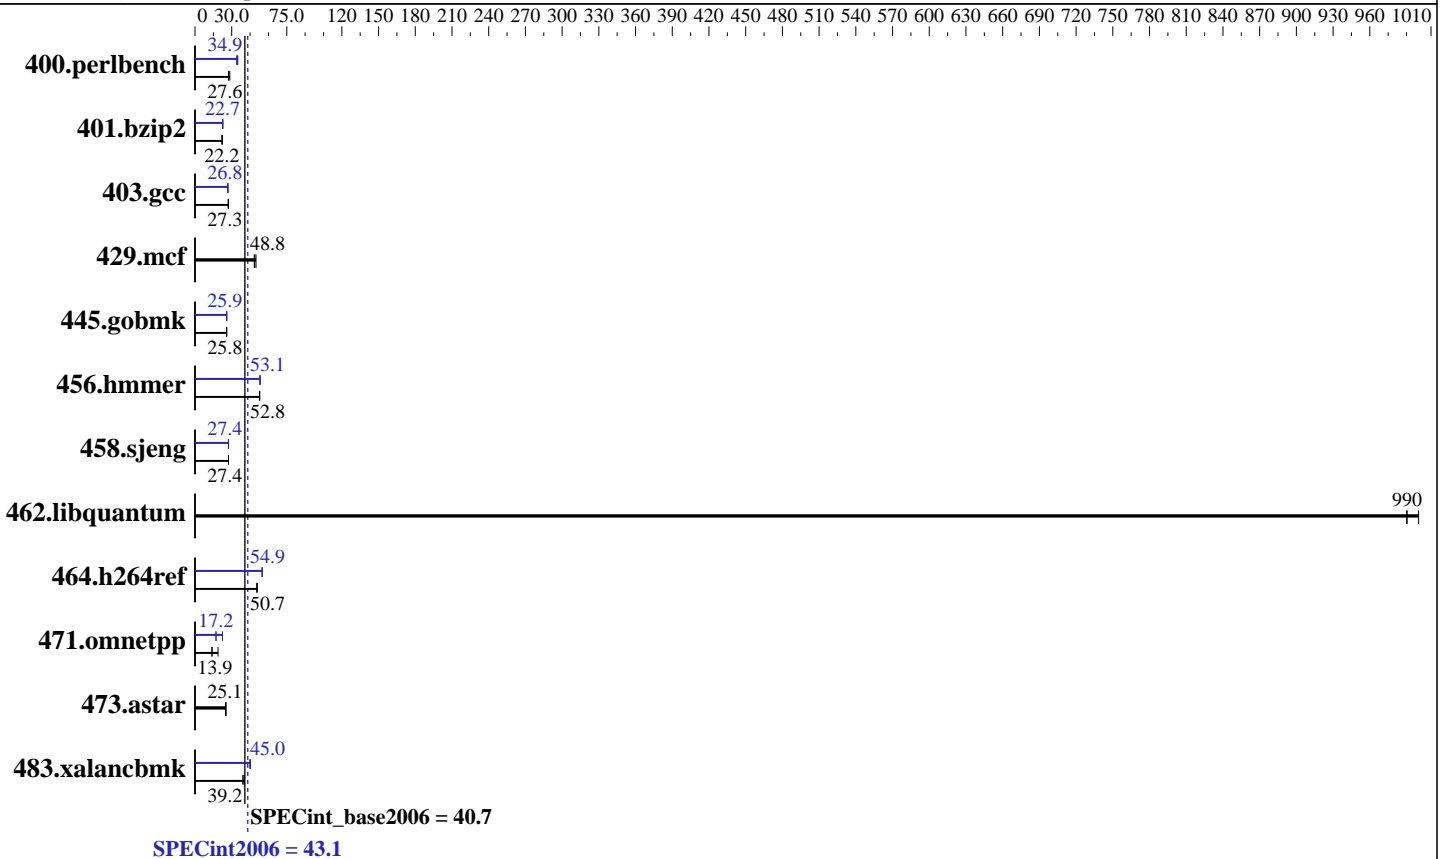 0 30.0 75.0 120 150 180 210 240 270 300 330 360 390 420 450 480 510 540 570 600 630 660 690 720 750 780 810 840 870 900 930 960 1010
34.9
400.perlbench
27.6
22.7
401.bzip2
22.2
26.8
403.gcc
27.3
48.8
429.mcf
25.9
445.gobmk
25.8
53.1
456.hmmer
52.8
27.4
458.sjeng
27.4
990
462.libquantum
54.9
464.h264ref
50.7
17.2
471.omnetpp
13.9
25.1
473.astar
45.0
483.xalancbmk
39.2
SPECint_base2006 = 40.7
SPECint2006 = 43.1